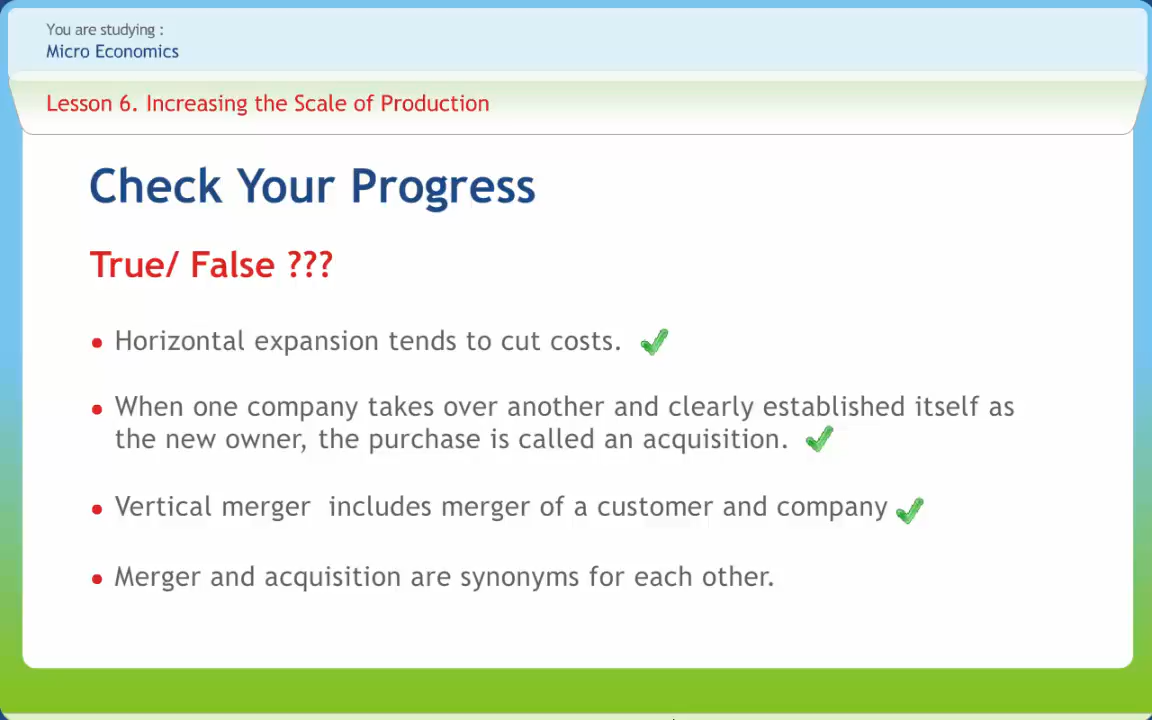 You are studying :
Micro Economics
Lesson 6. Increasing the Scale of Production
Check Your Progress
True/ False ???
• Horizontal expansion tends to cut costs.
• When one company takes over another and clearly established itself as
the new owner, the purchase is called an acquisition.
• Vertical merger  includes merger of a customer and company
• Merger and acquisition are synonyms for each other.